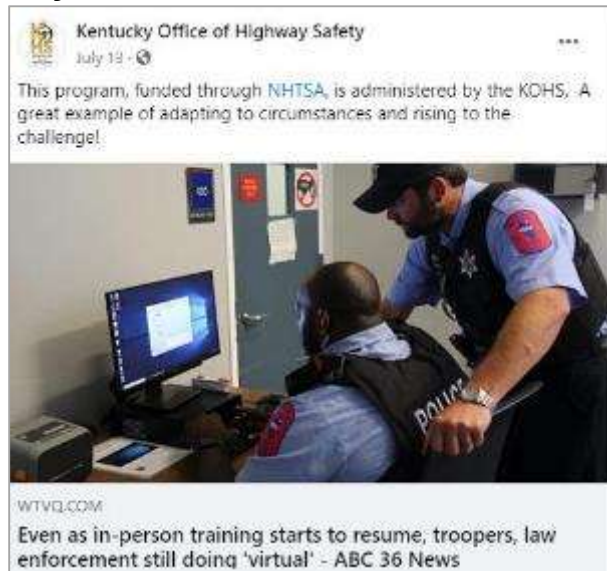 Kentucky Office of Highway Safety
July 13
This program, funded through NHTSA, is administered by the KOHS. A
great example of adapting to circumstances and rising to the
challenge!
POLICE
WTVQ.COM
Even as in-person training starts to resume, troopers, law
enforcement still doing 'virtual' - ABC 36 News